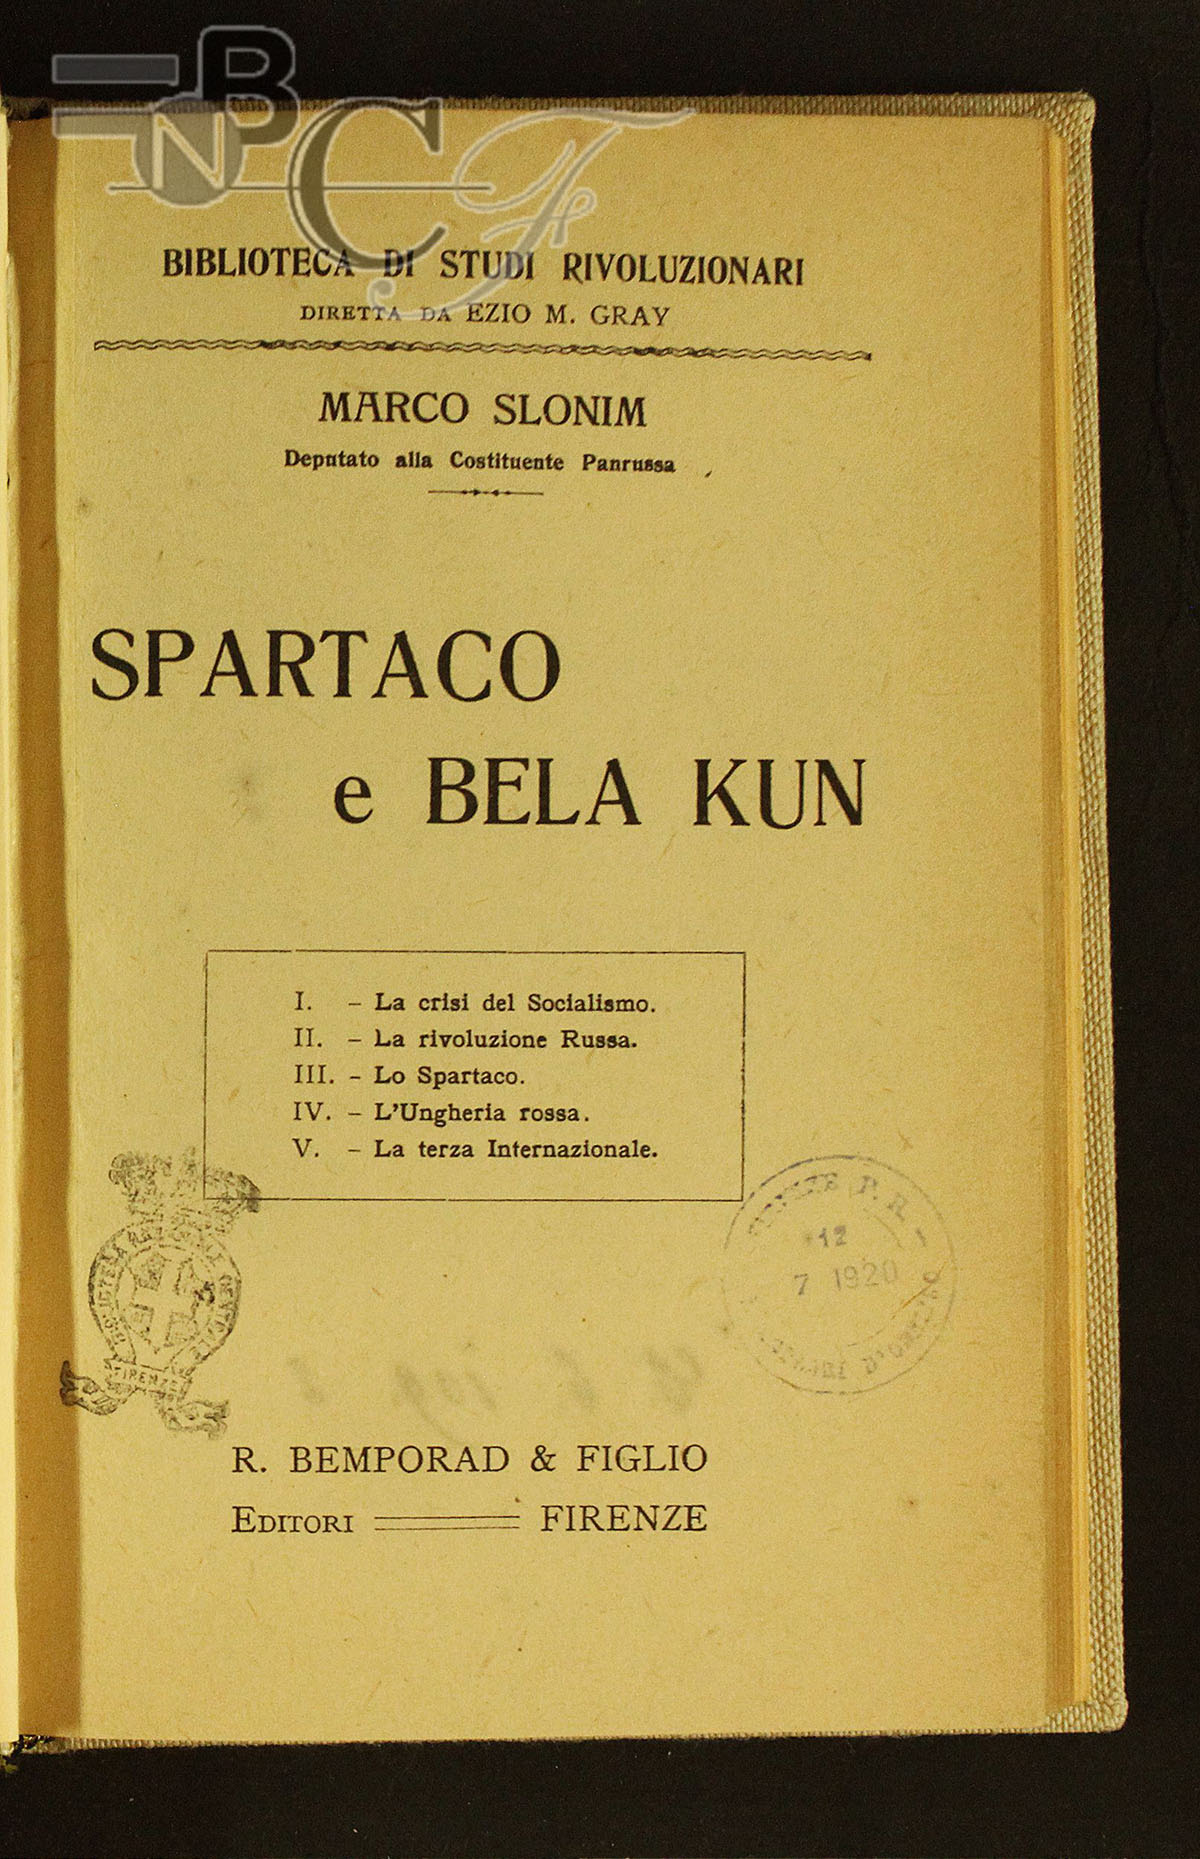 NBCF
BIBLIOTECA DI STUDI RIVOLUZIONARI
DIRETTA DA EZIO M. GRAY
MARCO SLONIM
Deputato alla Costituente Panrussa
SPARTACO
e BELA KUN
I. – La crisi del Socialismo.
II. – La rivoluzione Russa.
III. – Lo Spartaco.
IV. – L'Ungheria rossa.
V. – La terza Internazionale.
FIRENZE
12
7 1920
R. BEMPORAD & FIGLIO
EDITORI FIRENZE